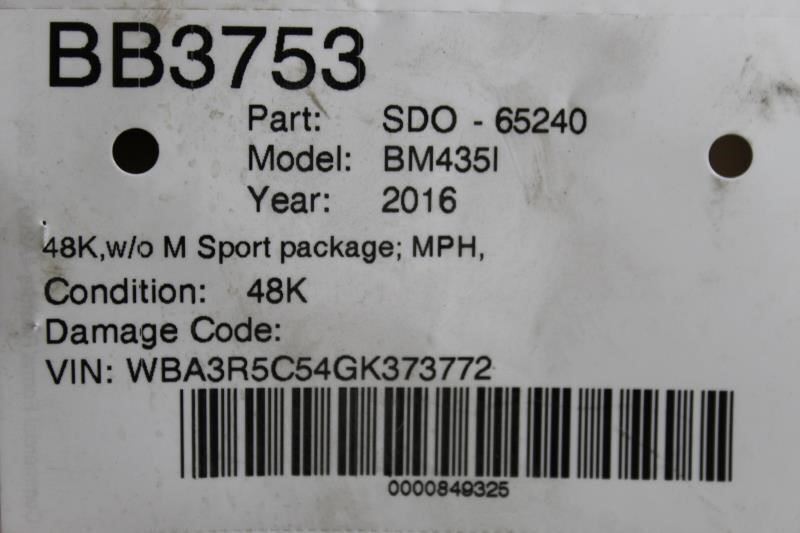 BB3753
Part: SDO - 65240
Model: BM435I
Year: 2016
48K,w/o M Sport package; MPH,
Condition: 48K
Damage Code:
VIN: WBA3R5C54GK373772
0000849325